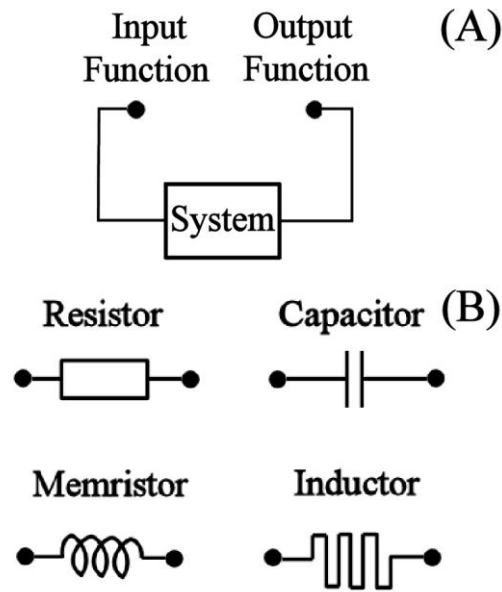 Input Output (A)
Function Function
System
Resistor Capacitor (B)
Memristor Inductor